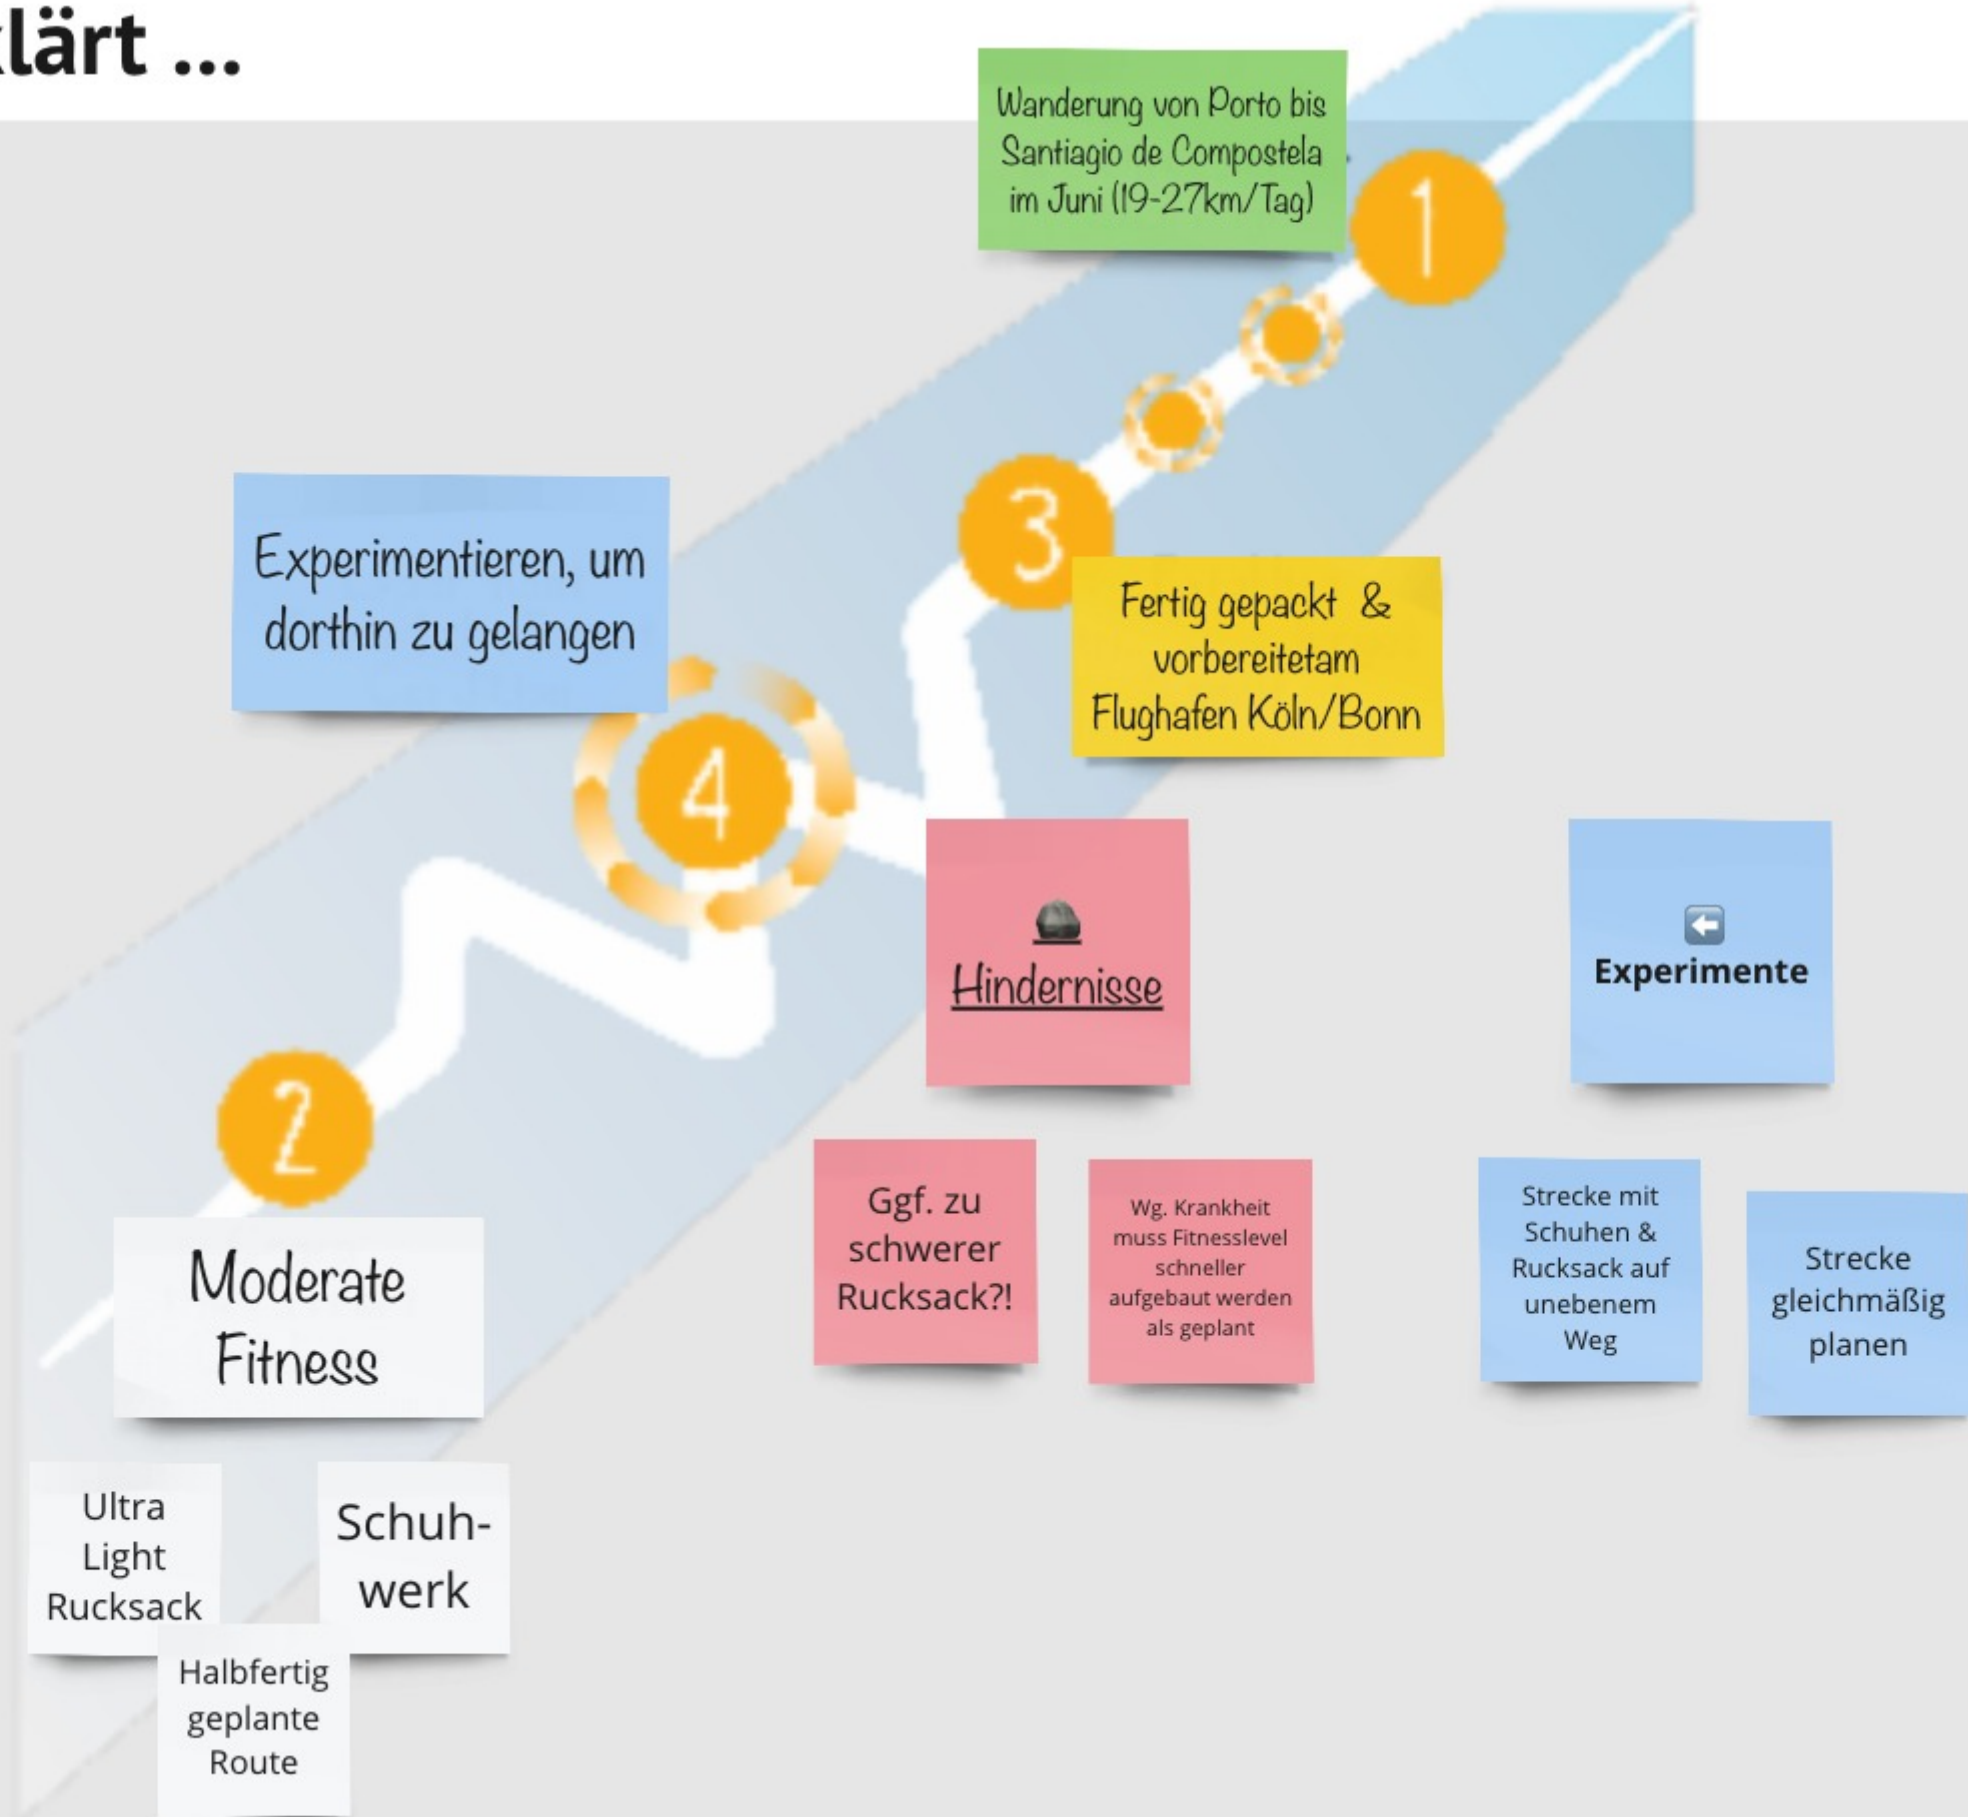 klärt ...
Wanderung von Porto bis
Santiagio de Compostela
im Juni (19-27km/Tag)
1
3
Experimentieren, um
dorthin zu gelangen
Fertig gepackt &
vorbereitetam
Flughafen Köln/Bonn
4
Hindernisse
Experimente
2
Ggf. zu
schwerer
Rucksack?!
Wg. Krankheit
muss Fitnesslevel
schneller
aufgebaut werden
als geplant
Strecke mit
Schuhen &
Rucksack auf
unebenem
Weg
Strecke
gleichmäßig
planen
Moderate
Fitness
Ultra
Light
Rucksack
Schuh-
werk
Halbfertig
geplante
Route